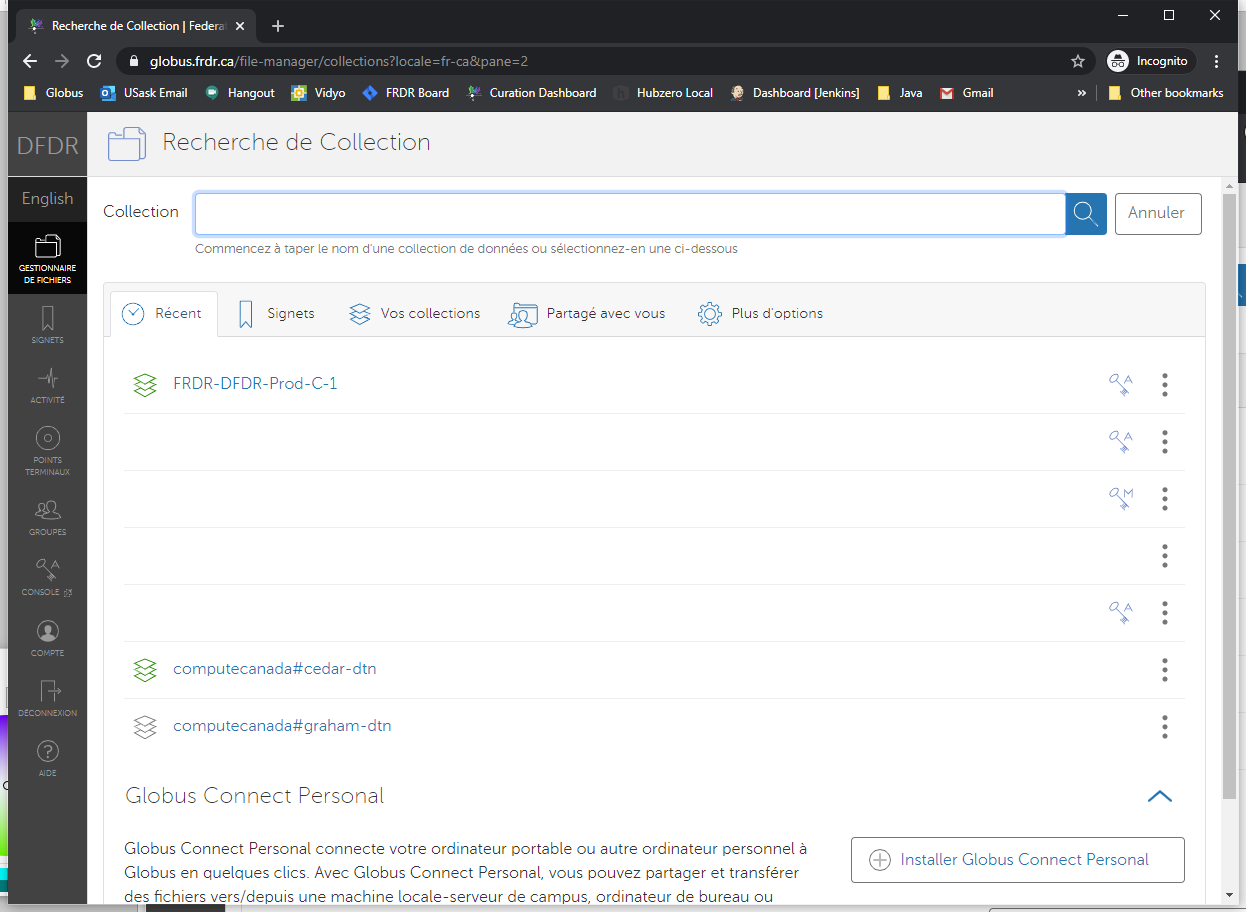 Recherche de Collection | Federa
Incognito
globus.frdr.ca/file-manager/collections?locale=fr-ca&pane=2
Globus USask Email Hangout Vidyo FRDR Board Curation Dashboard Hubzero Local Dashboard [Jenkins] Java Gmail » Other bookmarks
DFDR
Recherche de Collection
English
Collection
Annuler
Commencez à taper le nom d'une collection de données ou sélectionnez-en une ci-dessous
GESTIONNAIRE
DE FICHIERS
SIGNETS
ACTIVITÉ
POINTS
TERMINAUX
GROUPES
CONSOLE
COMPTE
DÉCONNEXION
AIDE
Récent Signets Vos collections Partagé avec vous Plus d'options
FRDR-DFDR-Prod-C-1
A
A
M
A
computecanada#cedar-dtn
computecanada#graham-dtn
Globus Connect Personal
Globus Connect Personal connecte votre ordinateur portable ou autre ordinateur personnel à
Globus en quelques clics. Avec Globus Connect Personal, vous pouvez partager et transférer
des fichiers vers/depuis une machine locale-serveur de campus, ordinateur de bureau ou
Installer Globus Connect Personal